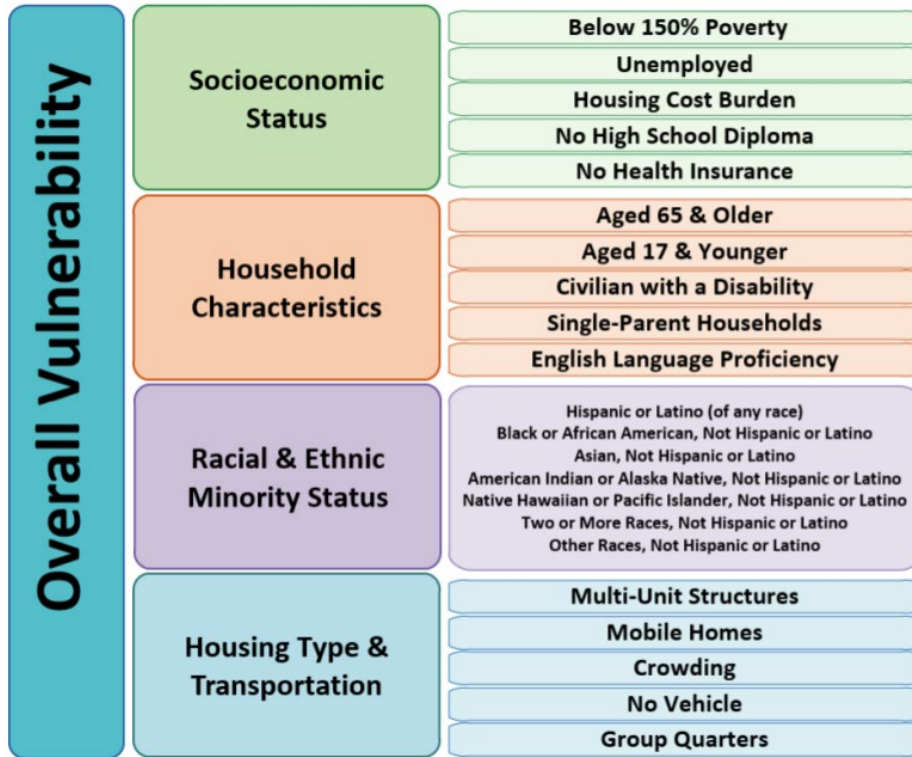 Overall Vulnerability
Socioeconomic
Status
Below 150% Poverty
Unemployed
Housing Cost Burden
No High School Diploma
No Health Insurance
Household
Characteristics
Aged 65 & Older
Aged 17 & Younger
Civilian with a Disability
Single-Parent Households
English Language Proficiency
Racial & Ethnic
Minority Status
Hispanic or Latino (of any race)
Black or African American, Not Hispanic or Latino
Asian, Not Hispanic or Latino
American Indian or Alaska Native, Not Hispanic or Latino
Native Hawaiian or Pacific Islander, Not Hispanic or Latino
Two or More Races, Not Hispanic or Latino
Other Races, Not Hispanic or Latino
Housing Type &
Transportation
Multi-Unit Structures
Mobile Homes
Crowding
No Vehicle
Group Quarters